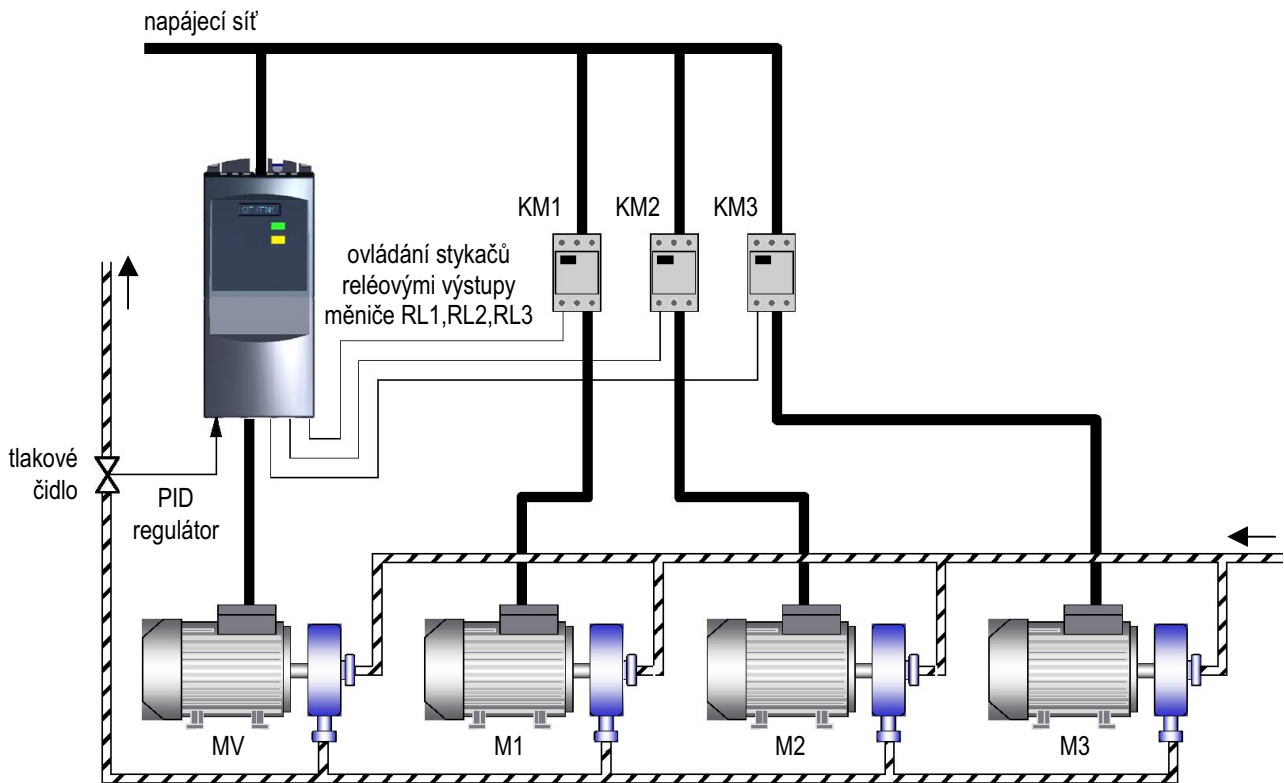 napájecí síť
KM1
KM2
KM3
ovládání stykačů
reléovými výstupy
měniče RL1,RL2,RL3
tlakové
čidlo
PID
regulátor
MV
M1
M2
M3